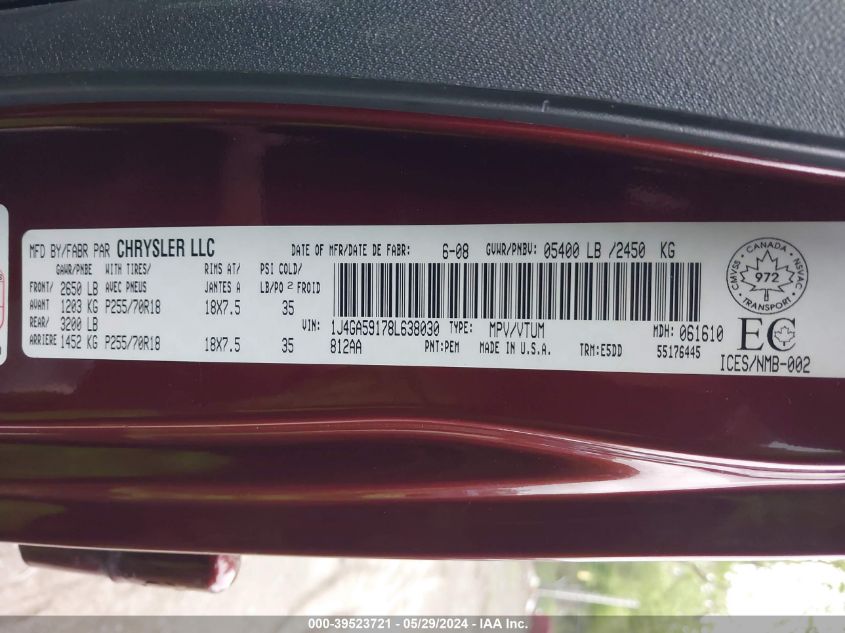 MFD BY/FABR PAR CHRYSLER LLC DATE OF MFR/DATE DE FABR: 6-08 GVWR/PNBV: 05400 LB /2450 KG
GAWR/PNBE WITH TIRES/ RIMS AT/ PSI COLD/
FRONT/ 2650 LB AVEC PNEUS JANTES A LB/PO 2 FROID
AVANT 1203 KG P255/70R18 18X7.5 35
REAR/ 3200 LB
ARRIERE 1452 KG P255/70R18 18X7.5 35
VIN: 1J4GA59178L638030 TYPE: MPV/VTUM MDH: 061610
812AA PNT:PEM MADE IN U.S.A. TRM:E5DD 55176445
CANADA
CMVSS 972 NSVAC
TRANSPORT
EC
ICES/NMB-002
000-39523721 - 05/29/2024 - IAA Inc.